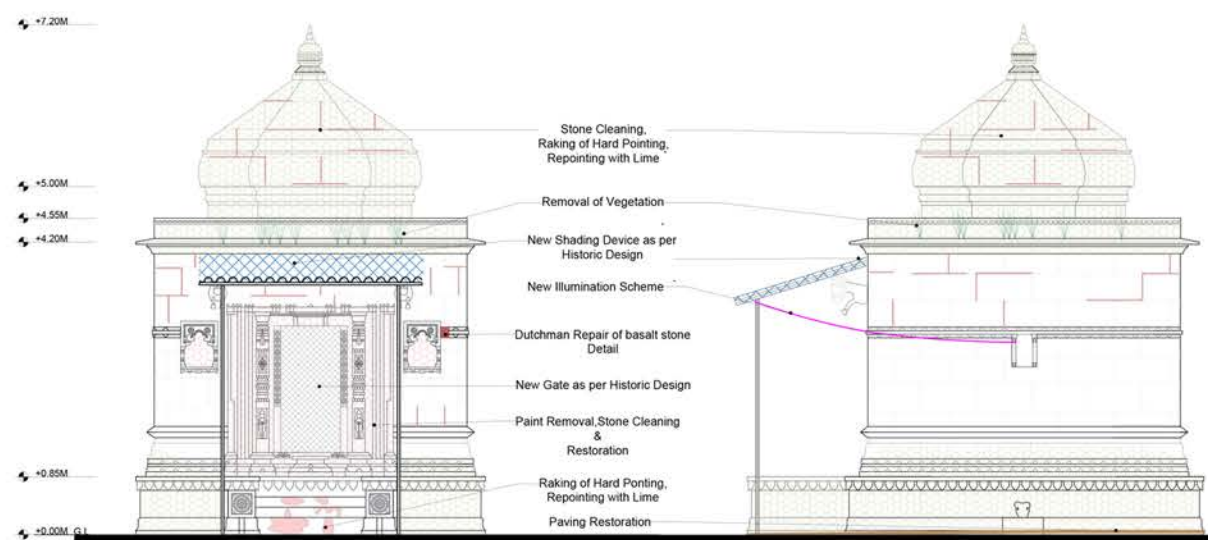 +7.20M
Stone Cleaning,
Raking of Hard Pointing,
Repointing with Lime
+5.00M
Removal of Vegetation
+4.55M
+4.20M
New Shading Device as per
Historic Design
New Illumination Scheme
Dutchman Repair of basalt stone
Detail
New Gate as per Historic Design
Paint Removal,Stone Cleaning
&
Restoration
+0.85M
Raking of Hard Ponting,
Repointing with Lime
Paving Restoration
+0.00M G.L